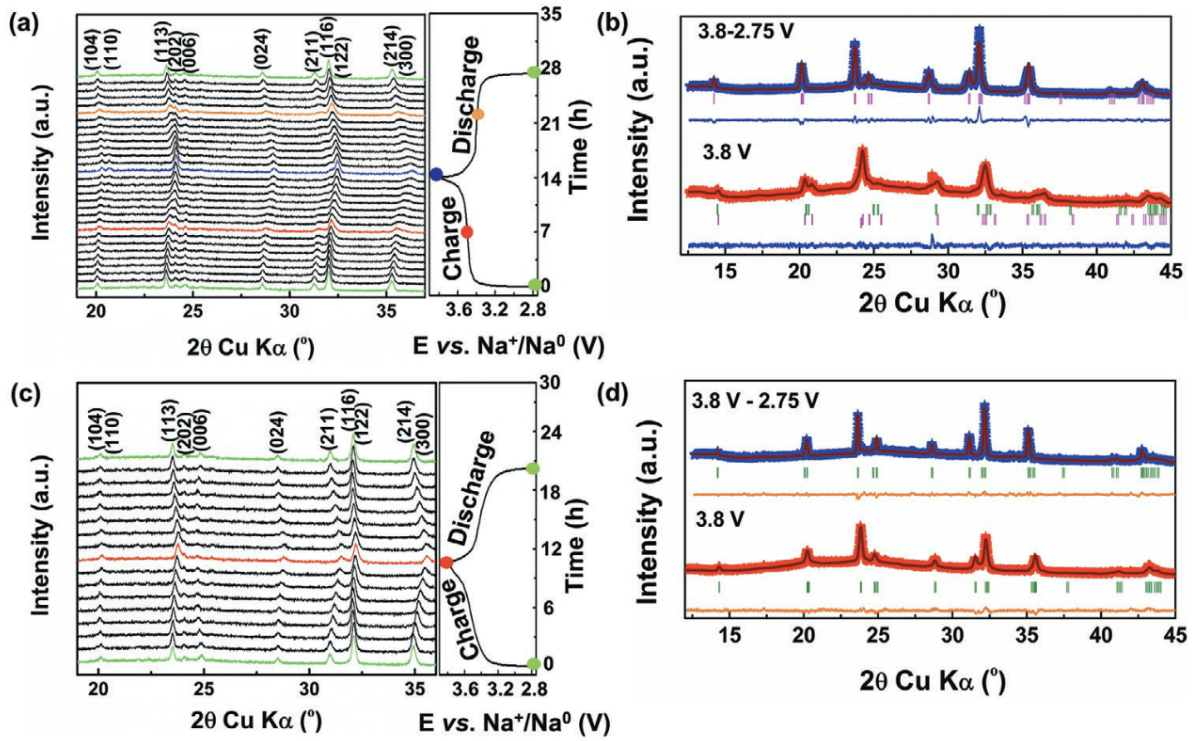 (a)
(104)
(110)
(113)
(202)
(006)
(024)
(211)
(116)
(122)
(214)
(300)
Intensity (a.u.)
20 25 30 35
2θ Cu Kα (°)
Charge
Discharge
3.6 3.2 2.8
E vs. Na⁺/Na⁰ (V)
35
28
21
14
7
0
Time (h)
(b)
3.8-2.75 V
3.8 V
Intensity (a.u.)
15 20 25 30 35 40 45
2θ Cu Kα (°)
(c)
(104)
(110)
(113)
(202)
(006)
(024)
(211)
(116)
(122)
(214)
(300)
Intensity (a.u.)
20 25 30 35
2θ Cu Kα (°)
Charge
Discharge
3.6 3.2 2.8
E vs. Na⁺/Na⁰ (V)
30
24
18
12
6
0
Time (h)
(d)
3.8 V - 2.75 V
3.8 V
Intensity (a.u.)
15 20 25 30 35 40 45
2θ Cu Kα (°)